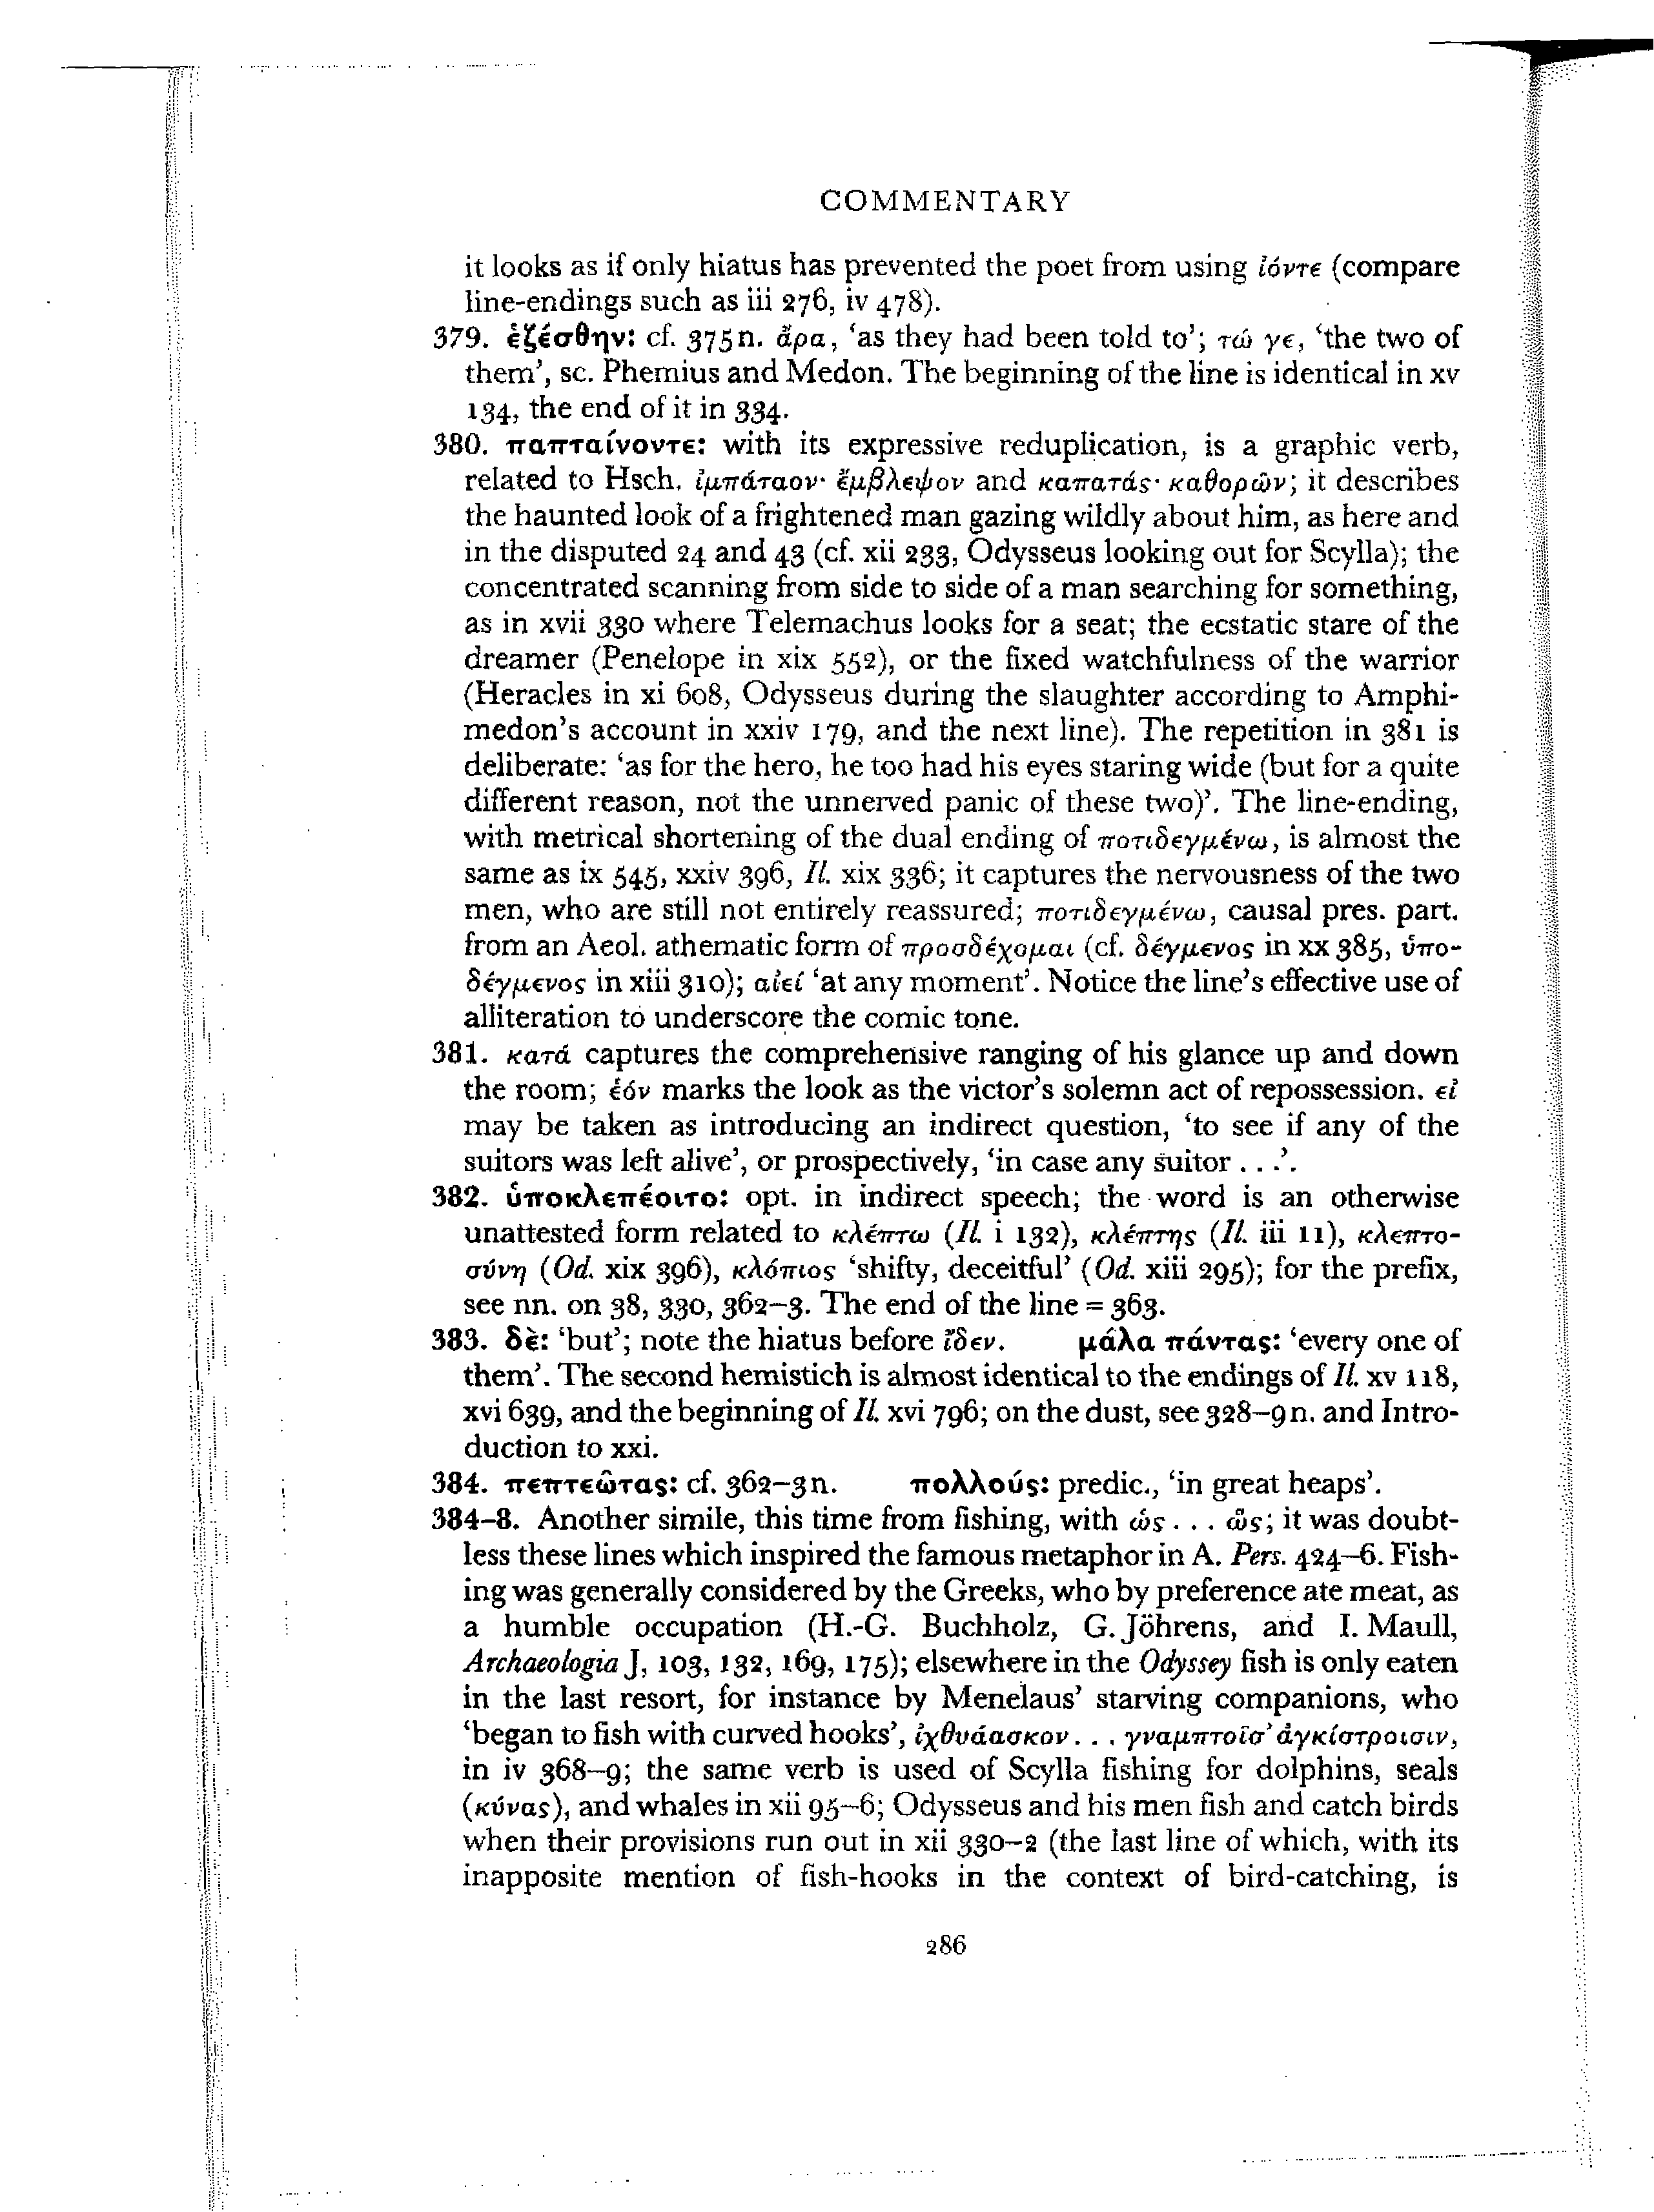 COMMENTARY
it looks as if only hiatus has prevented the poet from using ἰόντε (compare
line-endings such as iii 276, iv 478).
379. ἑζέσθην: cf. 375n. ἄρα, ‘as they had been told to’; τώ γε, ‘the two of
them’, sc. Phemius and Medon. The beginning of the line is identical in xv
134, the end of it in 334.
380. παπταίνοντε: with its expressive reduplication, is a graphic verb,
related to Hsch. ἰμπάταον· ἔμβλεψον and καπατάς· καθορῶν; it describes
the haunted look of a frightened man gazing wildly about him, as here and
in the disputed 24 and 43 (cf. xii 233, Odysseus looking out for Scylla); the
concentrated scanning from side to side of a man searching for something,
as in xvii 330 where Telemachus looks for a seat; the ecstatic stare of the
dreamer (Penelope in xix 552), or the fixed watchfulness of the warrior
(Heracles in xi 608, Odysseus during the slaughter according to Amphi-
medon’s account in xxiv 179, and the next line). The repetition in 381 is
deliberate: ‘as for the hero, he too had his eyes staring wide (but for a quite
different reason, not the unnerved panic of these two)’. The line-ending,
with metrical shortening of the dual ending of ποτιδεγμένω, is almost the
same as ix 545, xxiv 396, Il. xix 336; it captures the nervousness of the two
men, who are still not entirely reassured; ποτιδεγμένω, causal pres. part.
from an Aeol. athematic form of προσδέχομαι (cf. δέγμενος in xx 385, ὑπο-
δέγμενος in xiii 310); αἰεί ‘at any moment’. Notice the line’s effective use of
alliteration to underscore the comic tone.
381. κατά captures the comprehensive ranging of his glance up and down
the room; ἑόν marks the look as the victor’s solemn act of repossession. εἰ
may be taken as introducing an indirect question, ‘to see if any of the
suitors was left alive’, or prospectively, ‘in case any suitor . . .’.
382. ὑποκλεπέοιτο: opt. in indirect speech; the word is an otherwise
unattested form related to κλέπτω (Il. i 132), κλέπτης (Il. iii 11), κλεπτο-
σύνη (Od. xix 396), κλόπιος ‘shifty, deceitful’ (Od. xiii 295); for the prefix,
see nn. on 38, 330, 362–3. The end of the line = 363.
383. δὲ: ‘but’; note the hiatus before ἴδεν. μάλα πάντας: ‘every one of
them’. The second hemistich is almost identical to the endings of Il. xv 118,
xvi 639, and the beginning of Il. xvi 796; on the dust, see 328–9n. and Intro-
duction to xxi.
384. πεπτεῶτας: cf. 362–3n. πολλούς: predic., ‘in great heaps’.
384–8. Another simile, this time from fishing, with ὡς . . . ὣς; it was doubt-
less these lines which inspired the famous metaphor in A. Pers. 424–6. Fish-
ing was generally considered by the Greeks, who by preference ate meat, as
a humble occupation (H.-G. Buchholz, G. Jöhrens, and I. Maull,
Archaeologia J, 103, 132, 169, 175); elsewhere in the Odyssey fish is only eaten
in the last resort, for instance by Menelaus’ starving companions, who
‘began to fish with curved hooks’, ἰχθυάασκον . . . γναμπτοῖσ’ ἀγκίστροισιν,
in iv 368–9; the same verb is used of Scylla fishing for dolphins, seals
(κύνας), and whales in xii 95–6; Odysseus and his men fish and catch birds
when their provisions run out in xii 330–2 (the last line of which, with its
inapposite mention of fish-hooks in the context of bird-catching, is
286